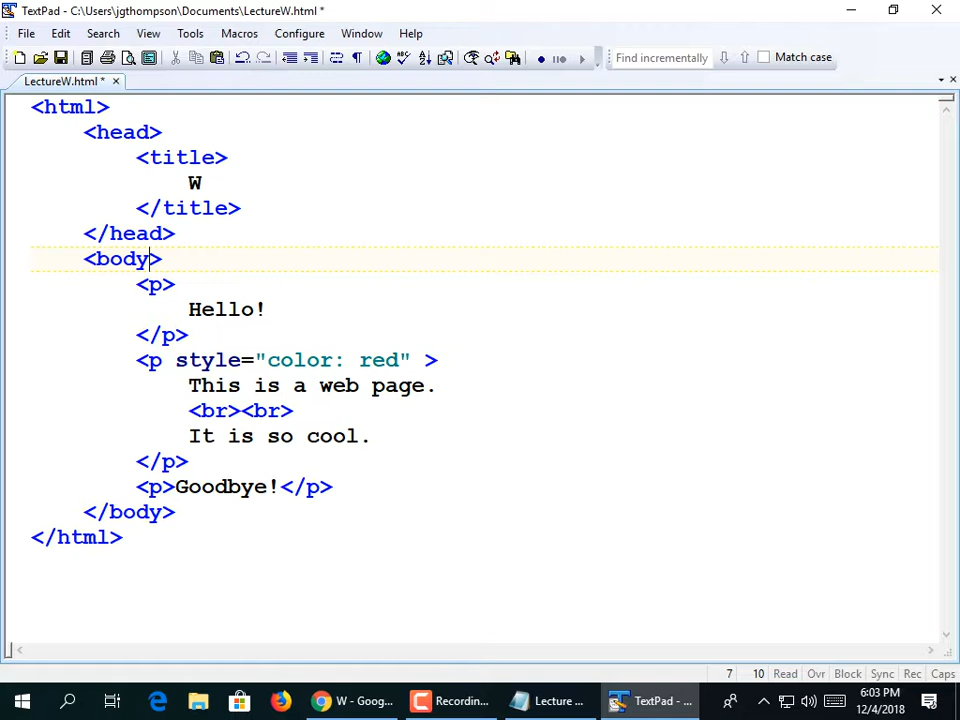 TextPad - C:\Users\jgthompson\Documents\LectureW.html *
File Edit Search View Tools Macros Configure Window Help
Find incrementally Match case
LectureW.html *
<html>
<head>
<title>
W
</title>
</head>
<body>
<p>
Hello!
</p>
<p style="color: red" >
This is a web page.
<br><br>
It is so cool.
</p>
<p>Goodbye!</p>
</body>
</html>
7 10 Read Ovr Block Sync Rec Caps
W - Goog... Recording... Lecture ... TextPad - ... 6:03 PM
12/4/2018